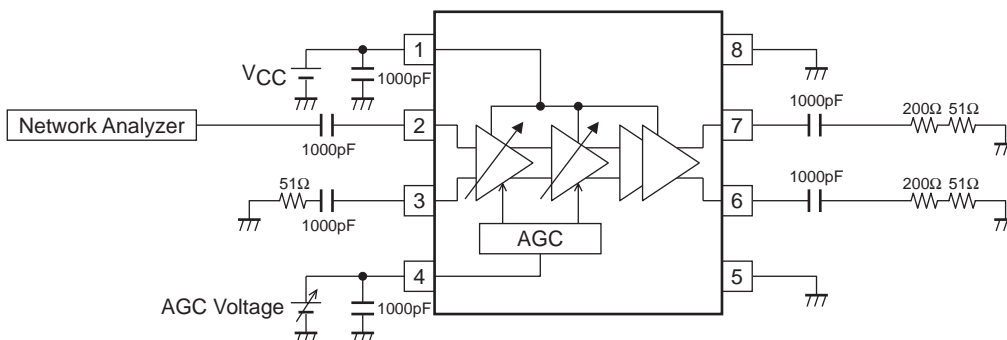 1
8
VCC
1000pF
1000pF
200Ω 51Ω
Network Analyzer
2
7
1000pF
1000pF
51Ω
200Ω 51Ω
3
6
1000pF
AGC
4
5
AGC Voltage
1000pF